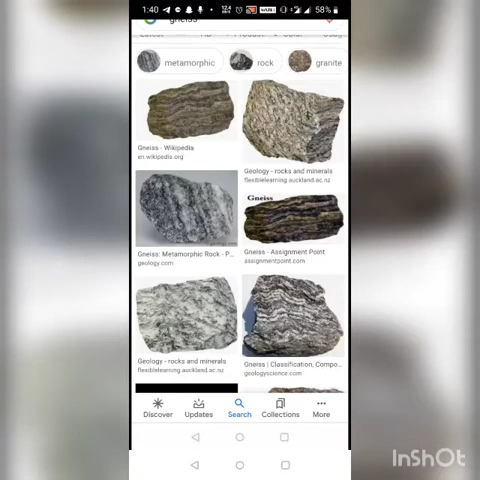 1:40
58%
gneiss
metamorphic
rock
granite
Gneiss - Wikipedia
en.wikipedia.org
Geology - rocks and minerals
flexiblelearning.auckland.ac.nz
Gneiss
Gneiss: Metamorphic Rock - P...
geology.com
Gneiss - Assignment Point
assignmentpoint.com
Geology - rocks and minerals
flexiblelearning.auckland.ac.nz
Gneiss | Classification, Compo...
geologyscience.com
Discover
Updates
Search
Collections
More
InShOt